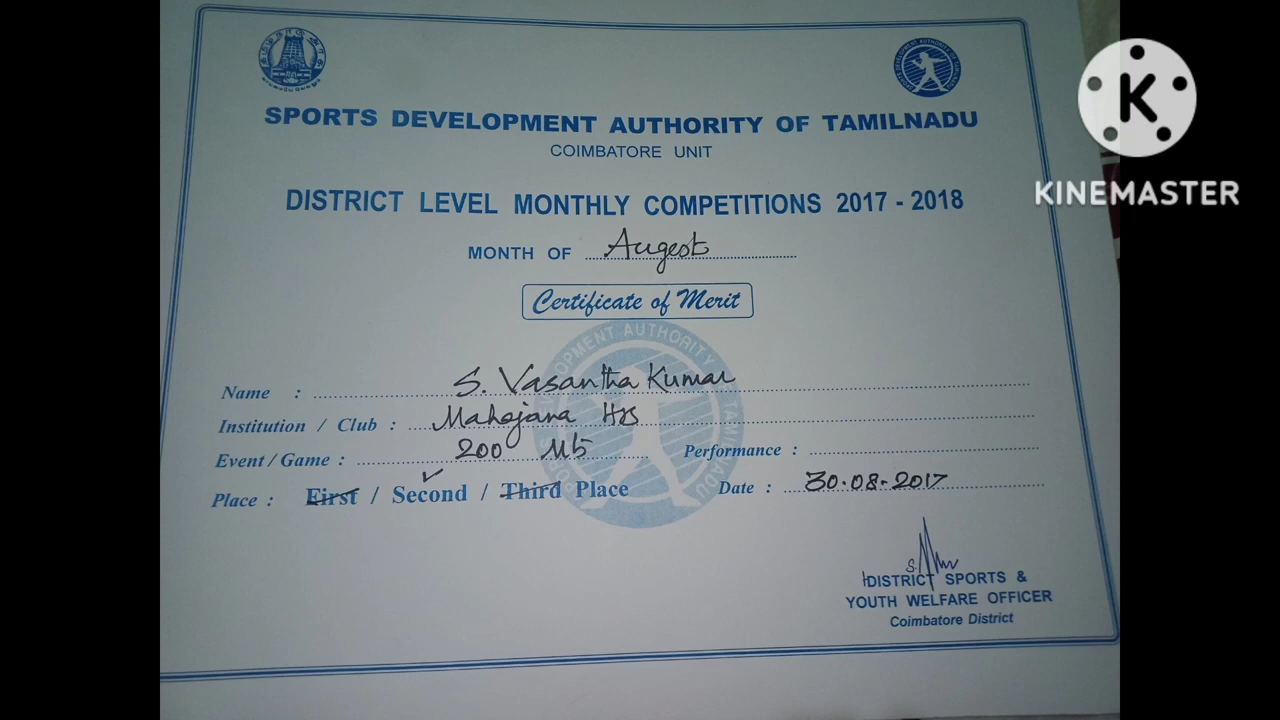 SPORTS DEVELOPMENT AUTHORITY OF TAMILNADU
COIMBATORE UNIT
DISTRICT LEVEL MONTHLY COMPETITIONS 2017 - 2018
MONTH OF Augest
Certificate of Merit
Name : S. Vasantha Kumar
Institution / Club : Mahajana HSS
Event / Game : 200 Mts Performance :
Place : First / Second / Third Place Date : 30.08.2017
DISTRICT SPORTS &
YOUTH WELFARE OFFICER
Coimbatore District
K
KINEMASTER